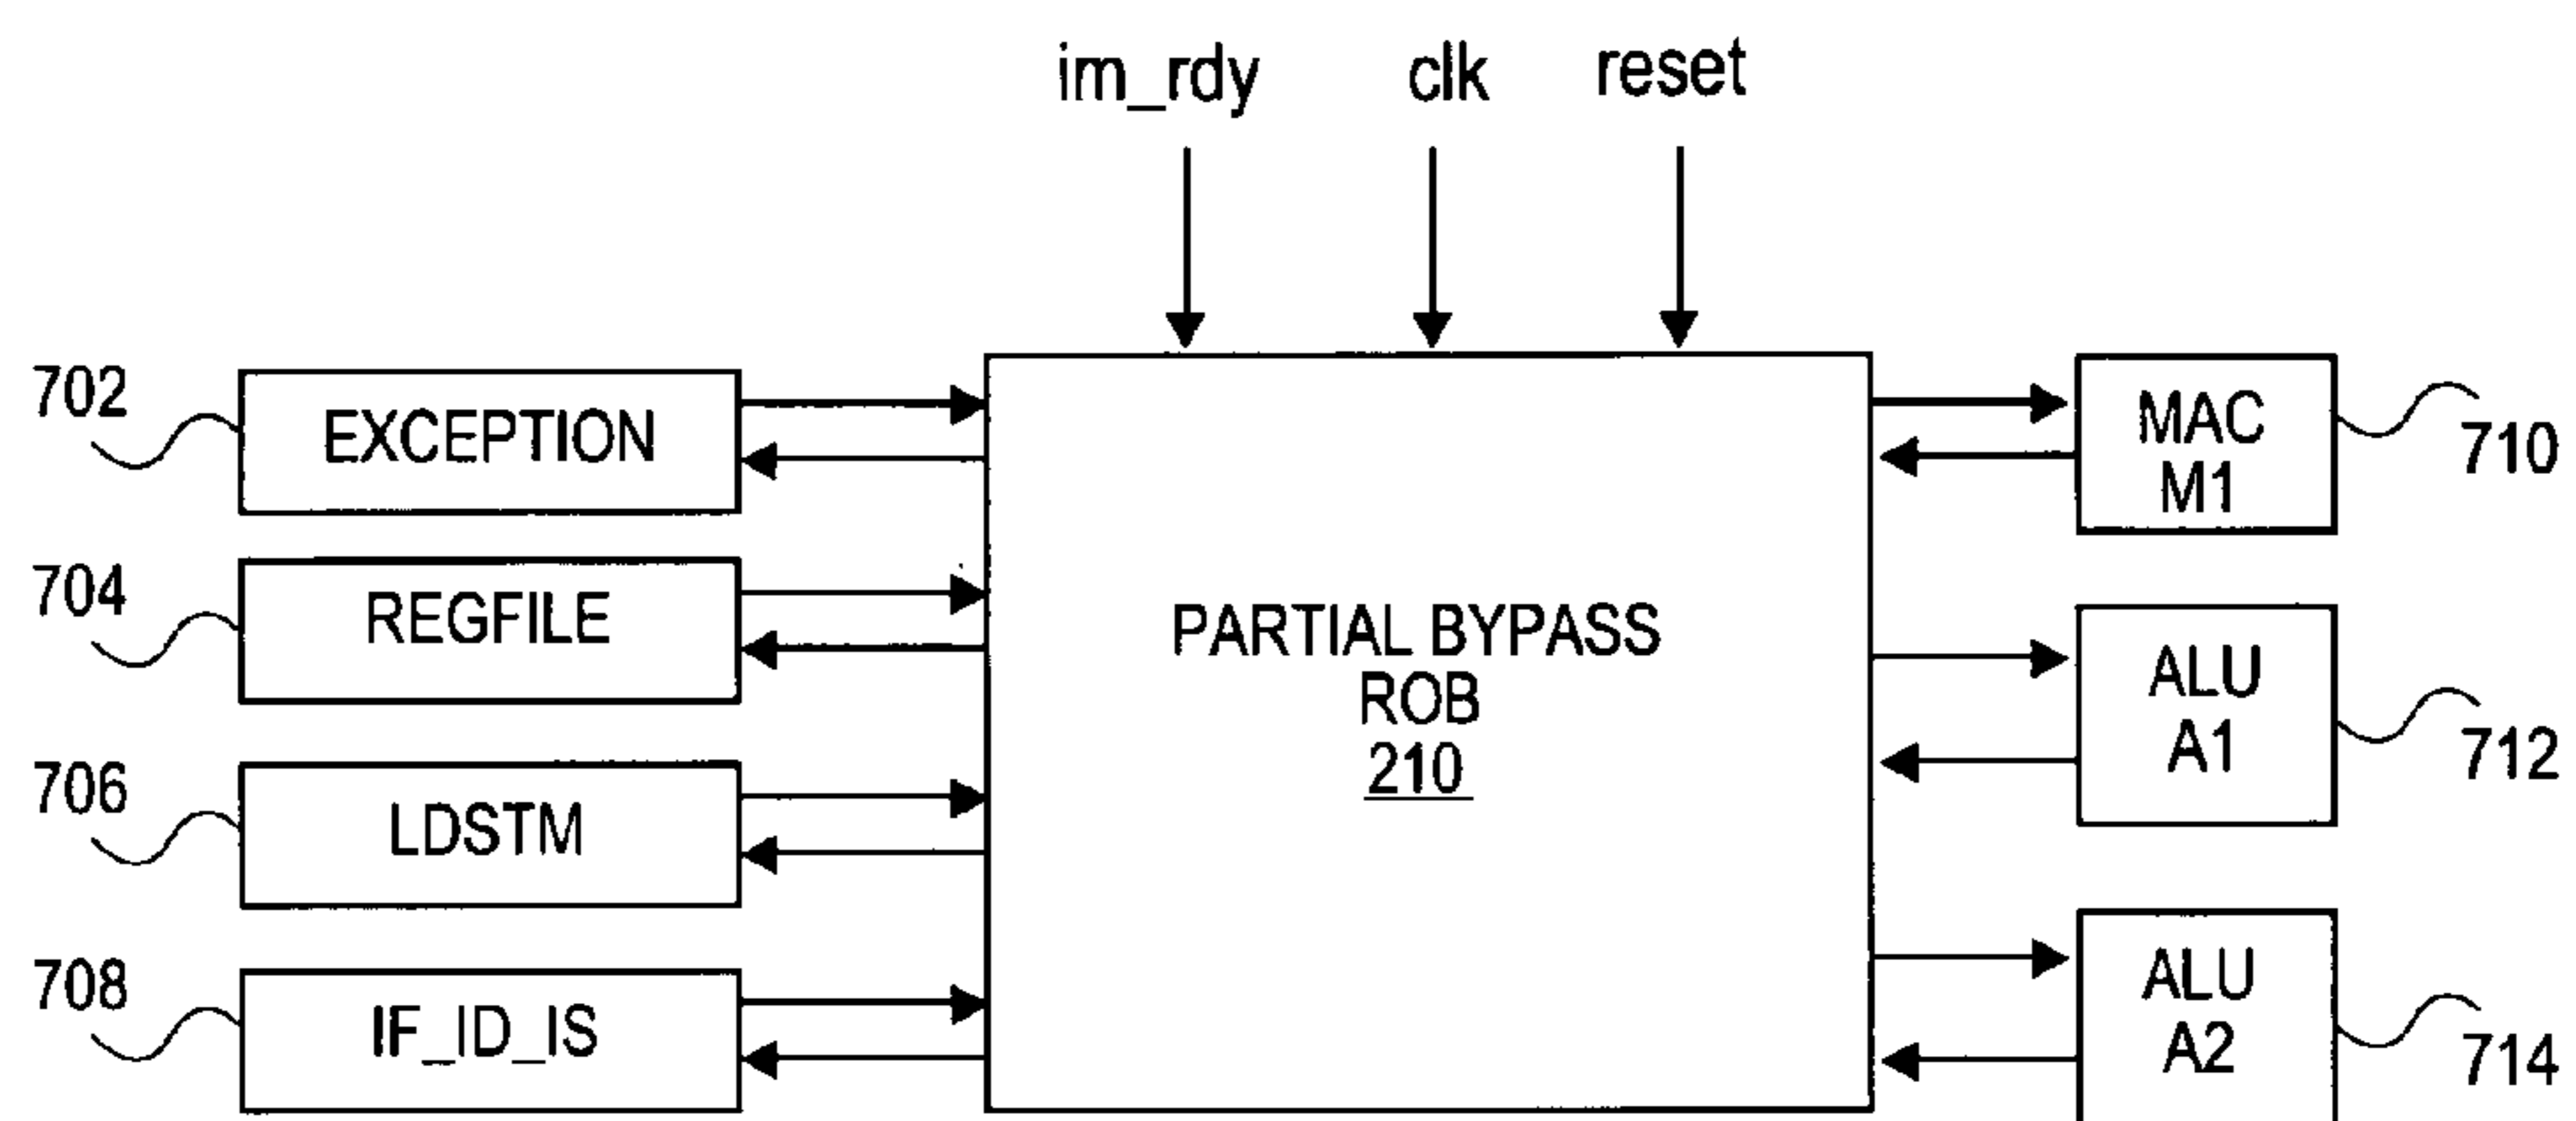 im_rdy clk reset
702
EXCEPTION
704
REGFILE
706
LDSTM
708
IF_ID_IS
PARTIAL BYPASS
ROB
210
MAC
M1
710
ALU
A1
712
ALU
A2
714